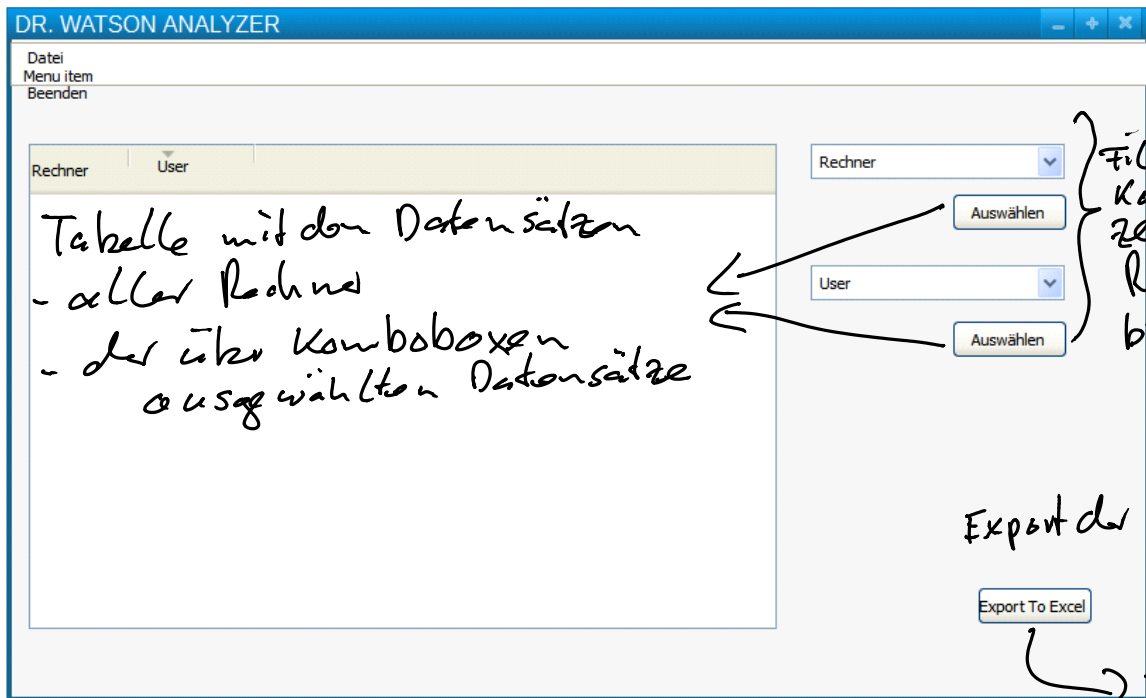 DR. WATSON ANALYZER
Datei
Menu item
Beenden
Rechner User
Tabelle mit den Datensätzen
- aller Rechner
- der über Komboboxen
ausgewählten Datensätze
Rechner
Auswählen
User
Auswählen
Export der
Export To Excel